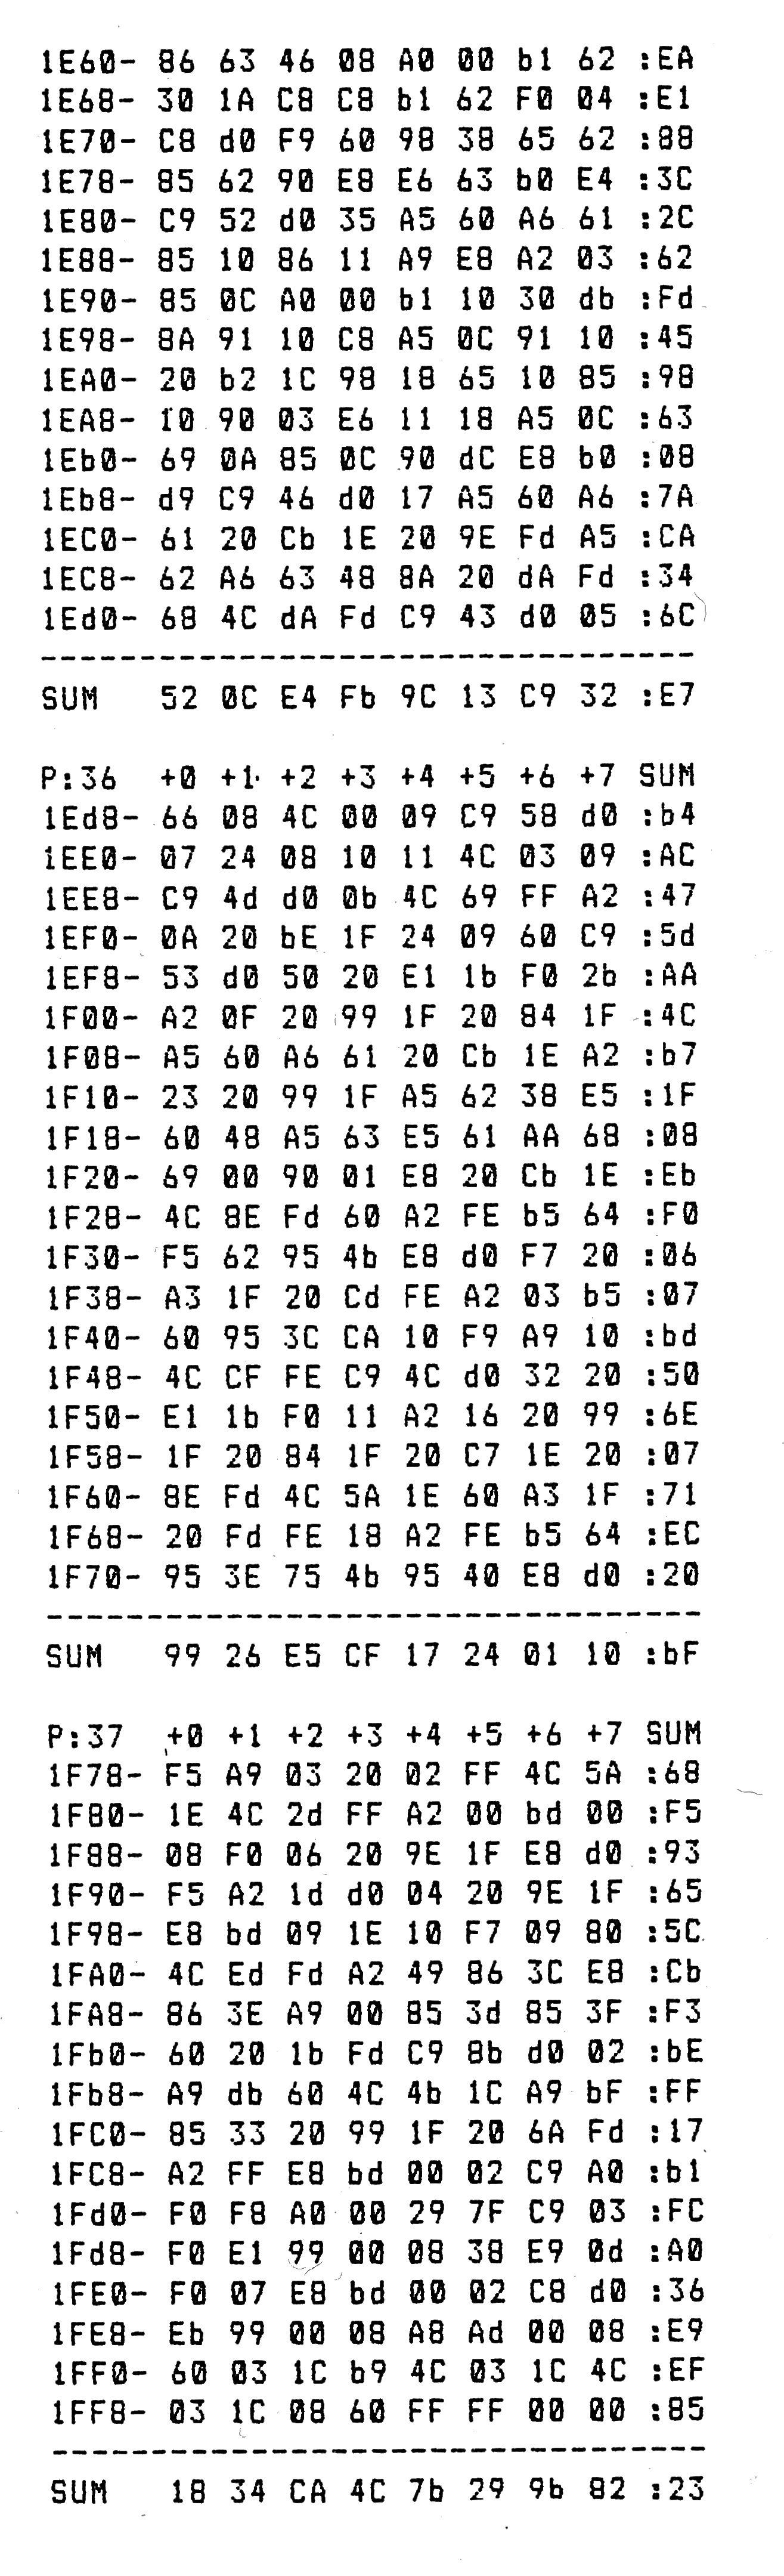 1E60- 86 63 46 08 A0 00 b1 62 :EA
1E68- 30 1A C8 C8 b1 62 F0 04 :E1
1E70- C8 d0 F9 60 98 38 65 62 :88
1E78- 85 62 90 E8 E6 63 b0 E4 :3C
1E80- C9 52 d0 35 A5 60 A6 61 :2C
1E88- 85 10 86 11 A9 E8 A2 03 :62
1E90- 85 0C A0 00 b1 10 30 db :Fd
1E98- 8A 91 10 C8 A5 0C 91 10 :45
1EA0- 20 b2 1C 98 18 65 10 85 :98
1EA8- 10 90 03 E6 11 18 A5 0C :63
1Eb0- 69 0A 85 0C 90 dC E8 b0 :08
1Eb8- d9 C9 46 d0 17 A5 60 A6 :7A
1EC0- 61 20 Cb 1E 20 9E Fd A5 :CA
1EC8- 62 A6 63 48 8A 20 dA Fd :34
1Ed0- 68 4C dA Fd C9 43 d0 05 :6C
---------------------------------
SUM 52 0C E4 Fb 9C 13 C9 32 :E7
P:36 +0 +1 +2 +3 +4 +5 +6 +7 SUM
1Ed8- 66 08 4C 00 09 C9 58 d0 :b4
1EE0- 07 24 08 10 11 4C 03 09 :AC
1EE8- C9 4d d0 0b 4C 69 FF A2 :47
1EF0- 0A 20 bE 1F 24 09 60 C9 :5d
1EF8- 53 d0 50 20 E1 1b F0 2b :AA
1F00- A2 0F 20 99 1F 20 84 1F :4C
1F08- A5 60 A6 61 20 Cb 1E A2 :b7
1F10- 23 20 99 1F A5 62 38 E5 :1F
1F18- 60 48 A5 63 E5 61 AA 68 :08
1F20- 69 00 90 01 E8 20 Cb 1E :Eb
1F28- 4C 8E Fd 60 A2 FE b5 64 :F0
1F30- F5 62 95 4b E8 d0 F7 20 :06
1F38- A3 1F 20 Cd FE A2 03 b5 :07
1F40- 60 95 3C CA 10 F9 A9 10 :bd
1F48- 4C CF FE C9 4C d0 32 20 :50
1F50- E1 1b F0 11 A2 16 20 99 :6E
1F58- 1F 20 84 1F 20 C7 1E 20 :07
1F60- 8E Fd 4C 5A 1E 60 A3 1F :71
1F68- 20 Fd FE 18 A2 FE b5 64 :EC
1F70- 95 3E 75 4b 95 40 E8 d0 :20
---------------------------------
SUM 99 26 E5 CF 17 24 01 10 :bF
P:37 +0 +1 +2 +3 +4 +5 +6 +7 SUM
1F78- F5 A9 03 20 02 FF 4C 5A :68
1F80- 1E 4C 2d FF A2 00 bd 00 :F5
1F88- 08 F0 06 20 9E 1F E8 d0 :93
1F90- F5 A2 1d d0 04 20 9E 1F :65
1F98- E8 bd 09 1E 10 F7 09 80 :5C
1FA0- 4C Ed Fd A2 49 86 3C E8 :Cb
1FA8- 86 3E A9 00 85 3d 85 3F :F3
1Fb0- 60 20 1b Fd C9 8b d0 02 :bE
1Fb8- A9 db 60 4C 4b 1C A9 bF :FF
1FC0- 85 33 20 99 1F 20 6A Fd :17
1FC8- A2 FF E8 bd 00 02 C9 A0 :b1
1Fd0- F0 F8 A0 00 29 7F C9 03 :FC
1Fd8- F0 E1 99 00 08 38 E9 0d :A0
1FE0- F0 07 E8 bd 00 02 C8 d0 :36
1FE8- Eb 99 00 08 A8 Ad 00 08 :E9
1FF0- 60 03 1C b9 4C 03 1C 4C :EF
1FF8- 03 1C 08 60 FF FF 00 00 :85
---------------------------------
SUM 18 34 CA 4C 7b 29 9b 82 :23